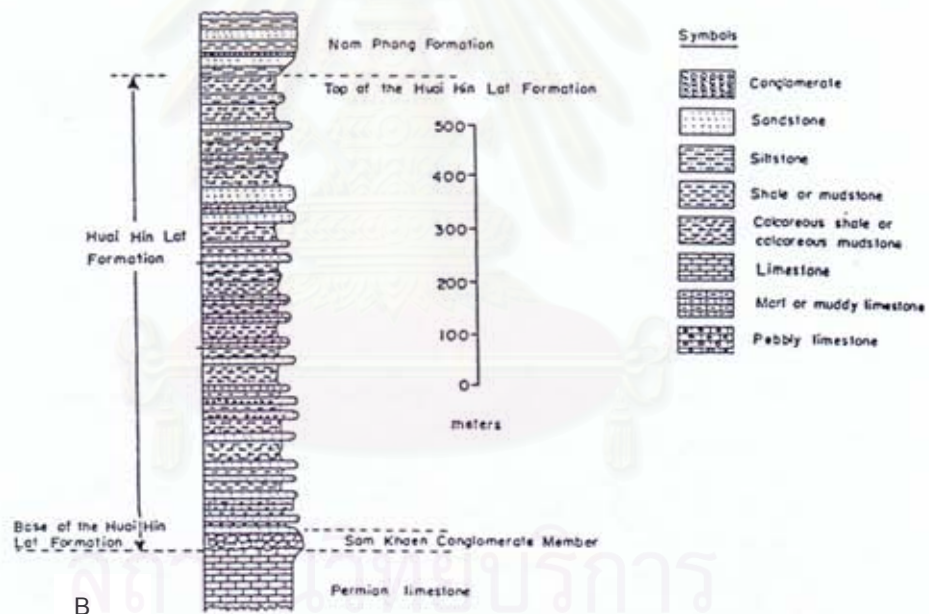 Nam Phong Formation
Top of the Huai Hin Lat Formation
500
400
300
200
100
0
meters
Huai Hin Lat
Formation
Base of the Huai Hin
Lat Formation
Sam Khaen Conglomerate Member
Permian limestone
B
Symbols
Conglomerate
Sandstone
Siltstone
Shale or mudstone
Calcareous shale or
calcareous mudstone
Limestone
Marl or muddy limestone
Pebbly limestone
สถาบันวิทยบริการ